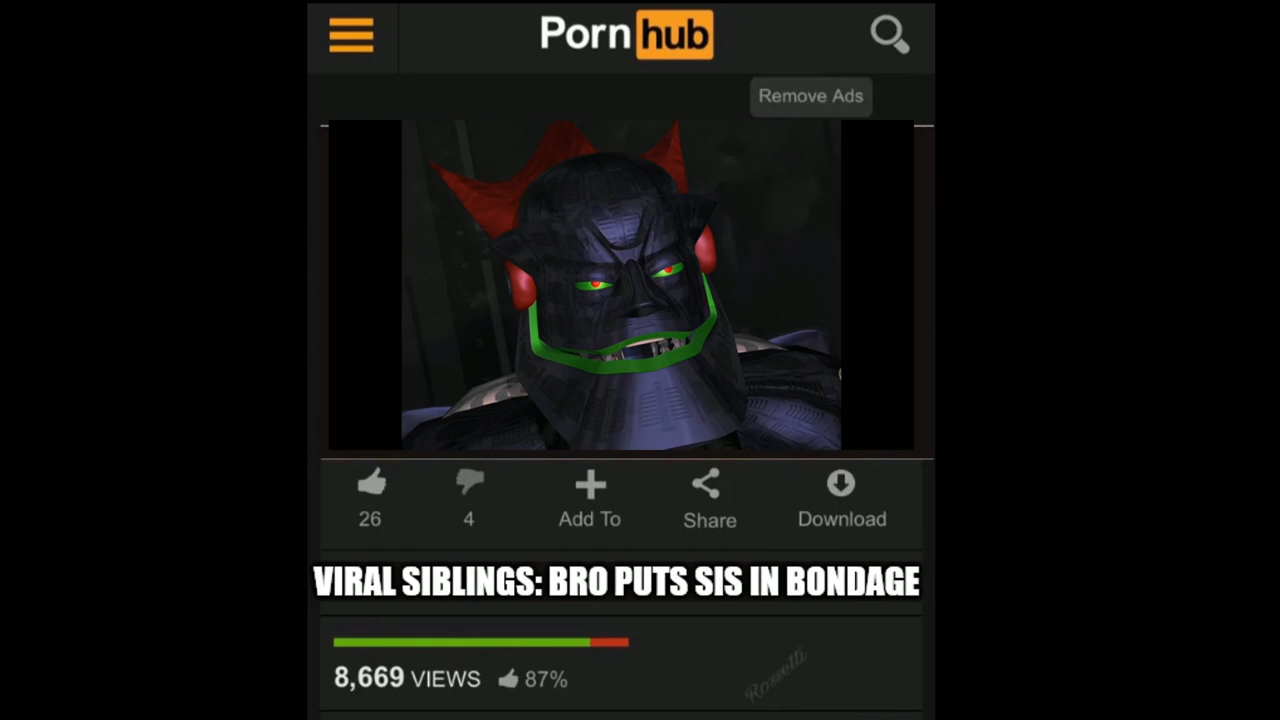 Porn hub
Remove Ads
26 4 Add To Share Download
VIRAL SIBLINGS: BRO PUTS SIS IN BONDAGE
8,669 VIEWS 87%
Rossetti